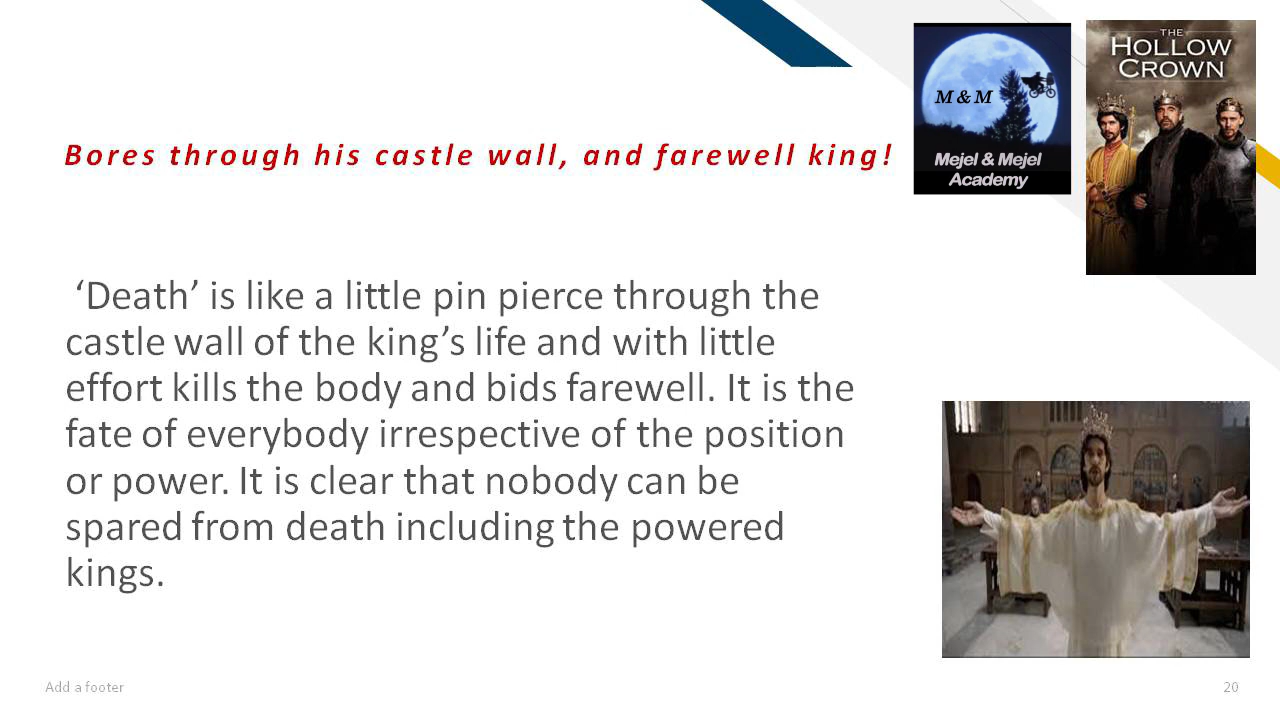 THE
HOLLOW
CROWN
M & M
Mejel & Mejel
Academy
Bores through his castle wall, and farewell king!
‘Death’ is like a little pin pierce through the
castle wall of the king’s life and with little
effort kills the body and bids farewell. It is the
fate of everybody irrespective of the position
or power. It is clear that nobody can be
spared from death including the powered
kings.
Add a footer
20